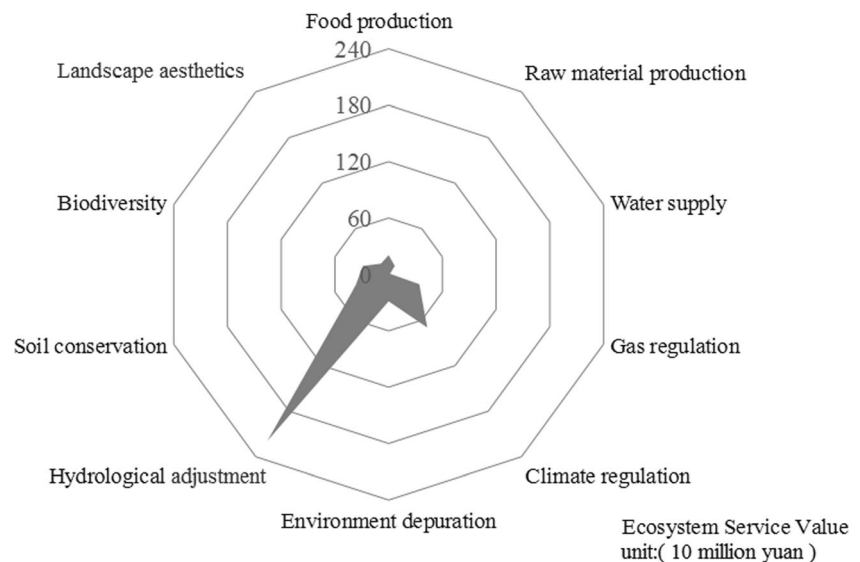 Food production
240
Landscape aesthetics
Raw material production
180
120
Biodiversity
Water supply
60
0
Soil conservation
Gas regulation
Hydrological adjustment
Climate regulation
Environment depuration
Ecosystem Service Value
unit:( 10 million yuan )